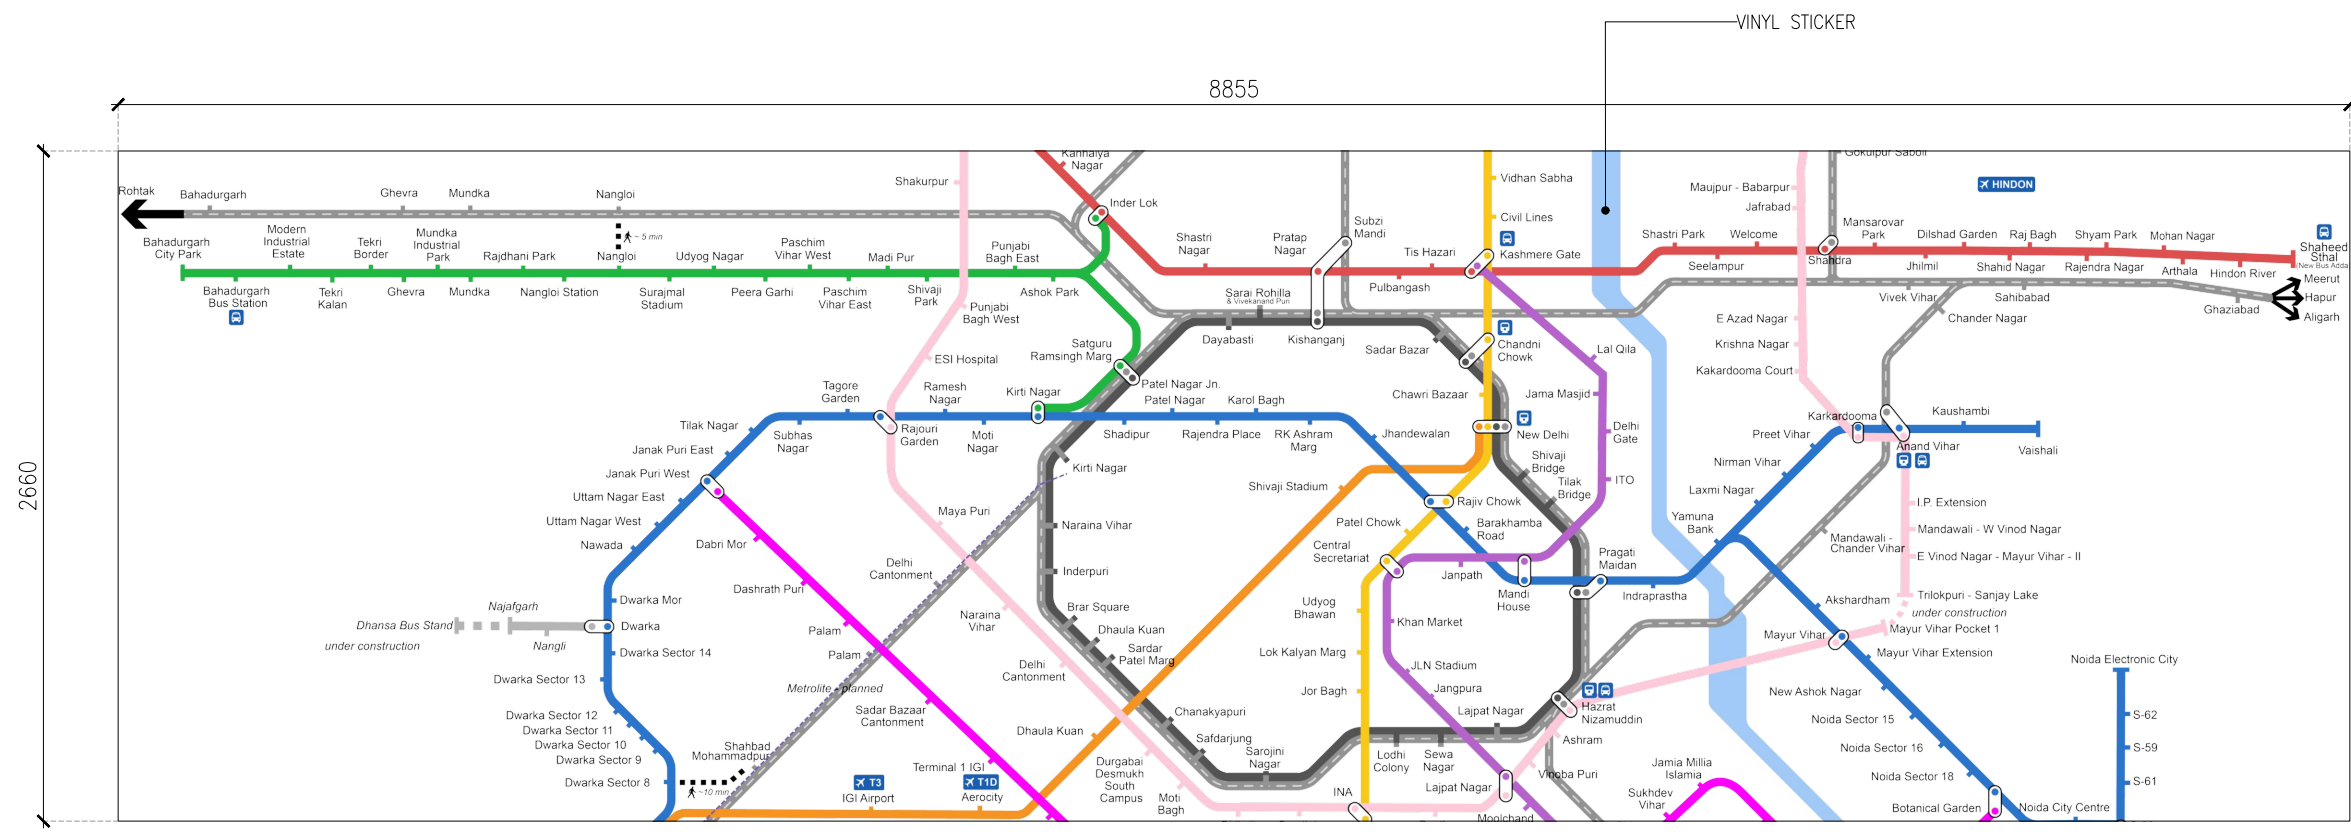 VINYL STICKER
8855
2660
Kanhaiya
Nagar
Gokulpur Saboli
Shakurpur
Vidhan Sabha
Maujpur - Babarpur
HINDON
Rohtak
Bahadurgarh
Ghevra
Mundka
Nangloi
Inder Lok
Jafrabad
Civil Lines
Subzi
Mandi
Mansarovar
Park
Bahadurgarh
City Park
Modern
Industrial
Estate
Tekri
Border
Mundka
Industrial
Park
Rajdhani Park
~ 5 min
Nangloi
Udyog Nagar
Paschim
Vihar West
Madi Pur
Punjabi
Bagh East
Shastri
Nagar
Pratap
Nagar
Tis Hazari
Kashmere Gate
Shastri Park
Welcome
Dilshad Garden
Raj Bagh
Shyam Park
Mohan Nagar
Shaheed
Sthal
(New Bus Adda)
Bahadurgarh
Bus Station
Tekri
Kalan
Ghevra
Mundka
Nangloi Station
Surajmal
Stadium
Peera Garhi
Paschim
Vihar East
Shivaji
Park
Ashok Park
Pulbangash
Seelampur
Shahdra
Jhilmil
Shahid Nagar
Rajendra Nagar
Arthala
Hindon River
Meerut
Hapur
Aligarh
Punjabi
Bagh West
Sarai Rohilla
& Vivekanand Puri
Vivek Vihar
Sahibabad
Ghaziabad
Chander Nagar
Dayabasti
Kishanganj
Sadar Bazar
Chandni
Chowk
Lal Qila
E Azad Nagar
Krishna Nagar
Kakardooma Court
ESI Hospital
Satguru
Ramsingh Marg
Patel Nagar Jn.
Chawri Bazaar
Jama Masjid
Tagore
Garden
Ramesh
Nagar
Kirti Nagar
Patel Nagar
Karol Bagh
Karkardooma
Kaushambi
Tilak Nagar
Subhas
Nagar
Rajouri
Garden
Moti
Nagar
Shadipur
Rajendra Place
RK Ashram
Marg
Jhandewalan
New Delhi
Delhi
Gate
Preet Vihar
Anand Vihar
Vaishali
Janak Puri East
Janak Puri West
Uttam Nagar East
Uttam Nagar West
Nawada
Kirti Nagar
Shivaji
Bridge
Nirman Vihar
Shivaji Stadium
Tilak
Bridge
ITO
Laxmi Nagar
I.P. Extension
Maya Puri
Naraina Vihar
Patel Chowk
Rajiv Chowk
Barakhamba
Road
Yamuna
Bank
Mandawali - W Vinod Nagar
Mandawali -
Chander Vihar
E Vinod Nagar - Mayur Vihar - II
Dabri Mor
Central
Secretariat
Pragati
Maidan
Delhi
Cantonment
Inderpuri
Janpath
Dashrath Puri
Mandi
House
Indraprastha
Trilokpuri - Sanjay Lake
under construction
Akshardham
Najafgarh
Dwarka Mor
Brar Square
Udyog
Bhawan
Dhansa Bus Stand
under construction
Nangli
Dwarka
Palam
Naraina
Vihar
Dhaula Kuan
Khan Market
Mayur Vihar
Mayur Vihar Pocket 1
Dwarka Sector 14
Palam
Sardar
Patel Marg
Lok Kalyan Marg
Mayur Vihar Extension
Noida Electronic City
Dwarka Sector 13
Metrolite - planned
Delhi
Cantonment
JLN Stadium
Jor Bagh
Jangpura
New Ashok Nagar
Dwarka Sector 12
Dwarka Sector 11
Dwarka Sector 10
Dwarka Sector 9
Dwarka Sector 8
Sadar Bazaar
Cantonment
Chanakyapuri
Lajpat Nagar
Hazrat
Nizamuddin
Noida Sector 15
S-62
Dhaula Kuan
Safdarjung
Ashram
Noida Sector 16
S-59
Shahbad
Mohammadpur
Sarojini
Nagar
Lodhi
Colony
Sewa
Nagar
Vinoba Puri
Jamia Millia
Islamia
Noida Sector 18
S-61
~10 min
Terminal 1 IGI
T3
IGI Airport
T1D
Aerocity
Durgabai
Desmukh
South
Campus
Moti
Bagh
INA
Lajpat Nagar
Moolchand
Sukhdev
Vihar
Botanical Garden
Noida City Centre